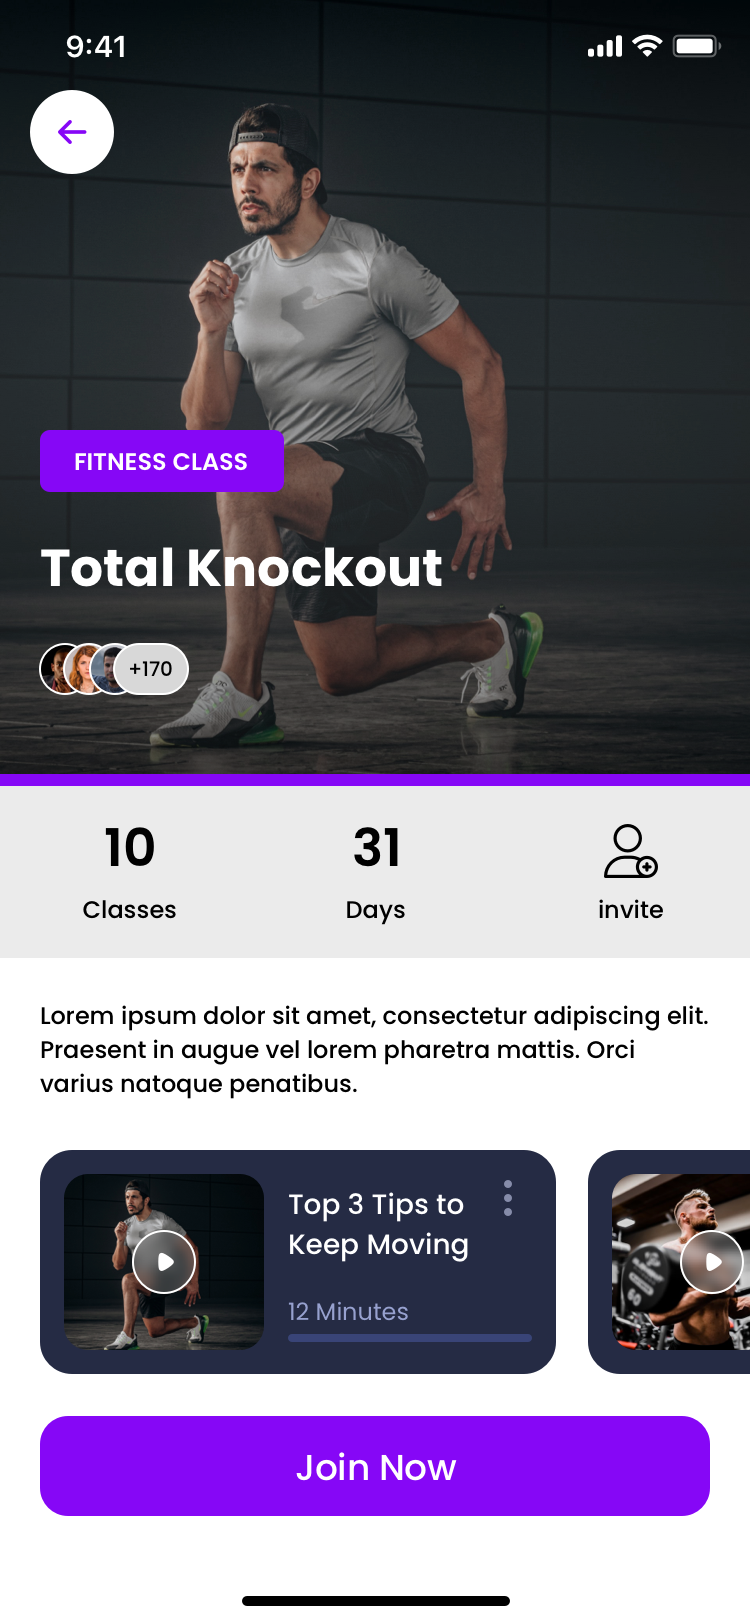 9:41
FITNESS CLASS
Total Knockout
+170
10
Classes
31
Days
invite
Lorem ipsum dolor sit amet, consectetur adipiscing elit.
Praesent in augue vel lorem pharetra mattis. Orci
varius natoque penatibus.
Top 3 Tips to
Keep Moving
12 Minutes
Join Now